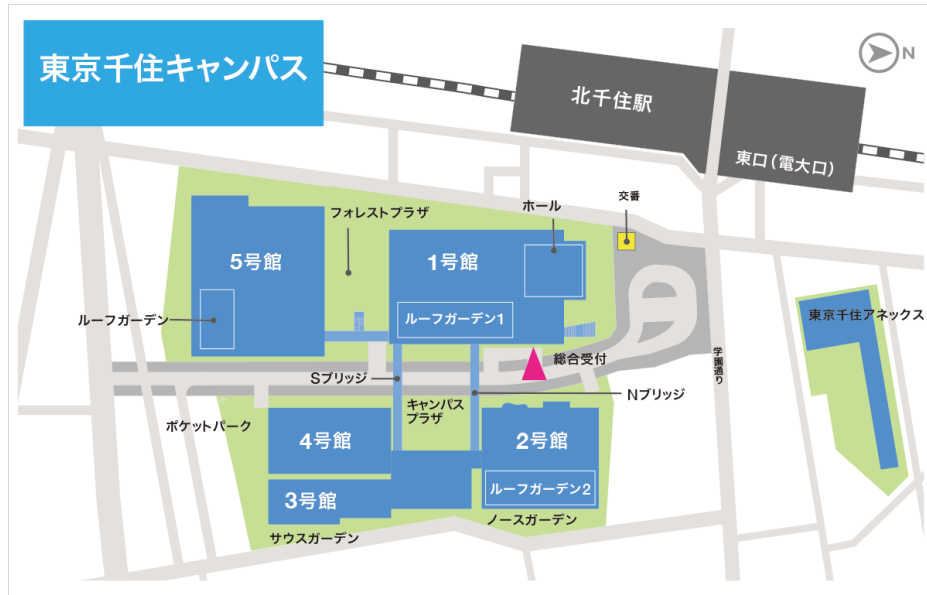 東京千住キャンパス
N
北千住駅
東口(電大口)
交番
ホール
フォレストプラザ
5号館
1号館
ルーフガーデン
ルーフガーデン1
東京千住アネックス
総合受付
学園通り
Sブリッジ
Nブリッジ
キャンパス
プラザ
ポケットパーク
4号館
2号館
ルーフガーデン2
3号館
ノースガーデン
サウスガーデン